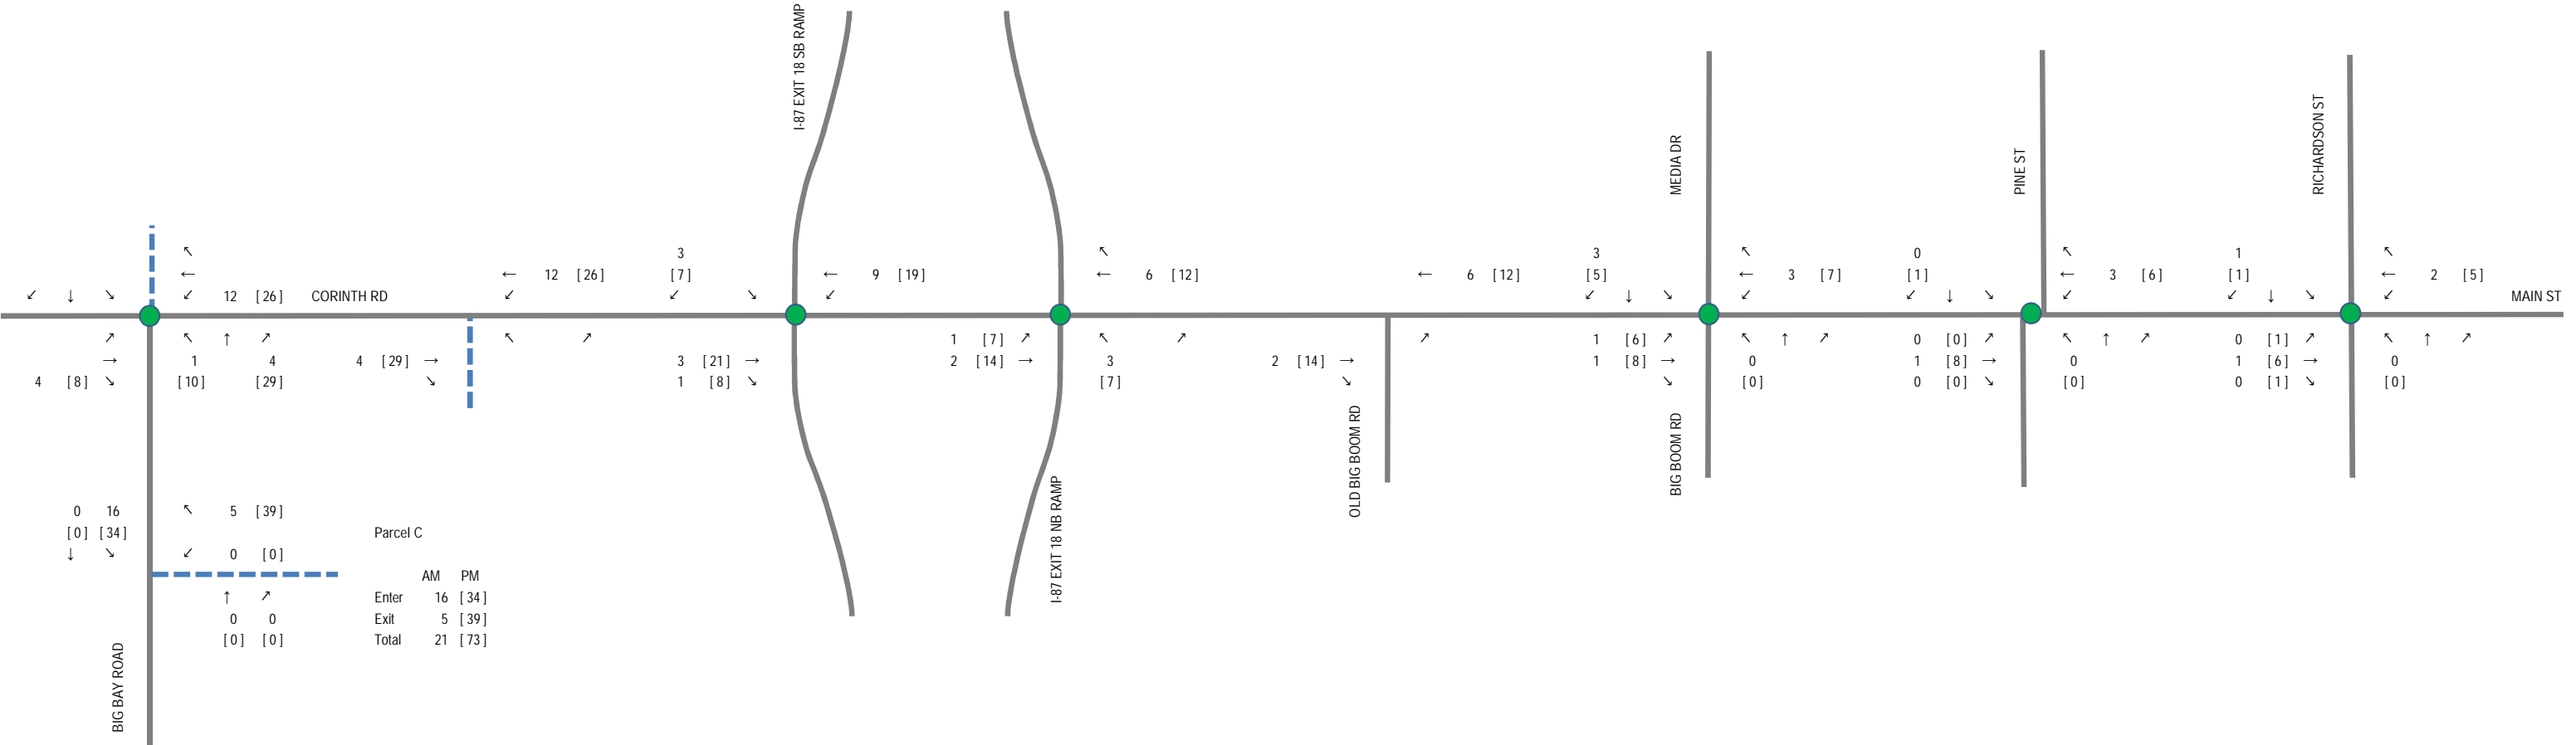 I-87 EXIT 18 SB RAMP
MEDIA DR
PINE ST
RICHARDSON ST
↖ 3 ↖ 3 ↖ 0 ↖ 1 ↖
← ← 12 [26] [7] ← 9 [19] ← 6 [12] ← 6 [12] [5] ← 3 [7] [1] ← 3 [6] [1] ← 2 [5]
↙ ↓ ↘ ↙ 12 [26] CORINTH RD ↙ ↙ ↘ ↙ ↙ ↓ ↘ ↙ ↙ ↓ ↘ ↙ ↙ ↓ ↘ ↙ MAIN ST
↗ ↖ ↑ ↗ ↖ ↗ 1 [7] ↗ ↖ ↗ ↗ 1 [6] ↗ ↖ ↑ ↗ 0 [0] ↗ ↖ ↑ ↗ 0 [1] ↗ ↖ ↑ ↗
→ 1 4 4 [29] → 3 [21] → 2 [14] → 3 2 [14] → 1 [8] → 0 1 [8] → 0 1 [6] → 0
4 [8] ↘ [10] [29] ↘ 1 [8] ↘ [7] ↘ ↘ [0] 0 [0] ↘ [0] 0 [1] ↘ [0]
OLD BIG BOOM RD
BIG BOOM RD
I-87 EXIT 18 NB RAMP
0 16 ↖ 5 [39]
[0] [34] Parcel C
↓ ↘ ↙ 0 [0]
AM PM
↑ ↗ Enter 16 [34]
0 0 Exit 5 [39]
[0] [0] Total 21 [73]
BIG BAY ROAD